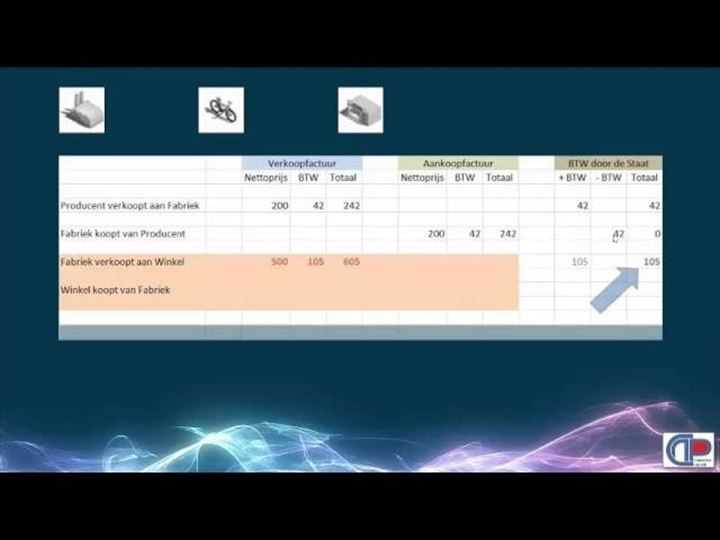 Verkoopfactuur Aankoopfactuur BTW door de Staat
Nettoprijs BTW Totaal Nettoprijs BTW Totaal + BTW - BTW Totaal
Producent verkoopt aan Fabriek 200 42 242 42 42
Fabriek koopt van Producent 200 42 242 42 0
Fabriek verkoopt aan Winkel 500 105 605 105 105
Winkel koopt van Fabriek